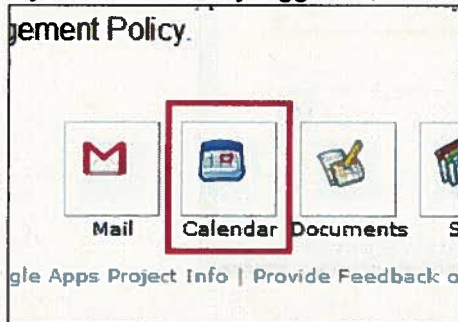 gement Policy.
Mail Calendar Documents S
gle Apps Project Info | Provide Feedback o